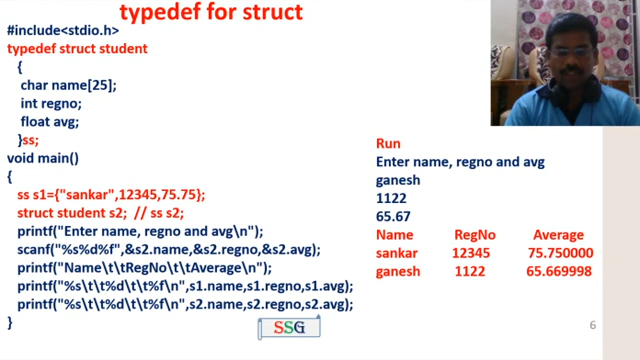 typedef for struct
#include<stdio.h>
typedef struct student
{
char name[25];
int regno;
float avg;
}ss;
void main()
{
ss s1={"sankar",12345,75.75};
struct student s2; // ss s2;
printf("Enter name, regno and avg\n");
scanf("%s%d%f",&s2.name,&s2.regno,&s2.avg);
printf("Name\t\tRegNo\t\tAverage\n");
printf("%s\t\t%d\t\t%f\n",s1.name,s1.regno,s1.avg);
printf("%s\t\t%d\t\t%f\n",s2.name,s2.regno,s2.avg);
}
Run
Enter name, regno and avg
ganesh
1122
65.67
Name RegNo Average
sankar 12345 75.750000
ganesh 1122 65.669998
SSG
6